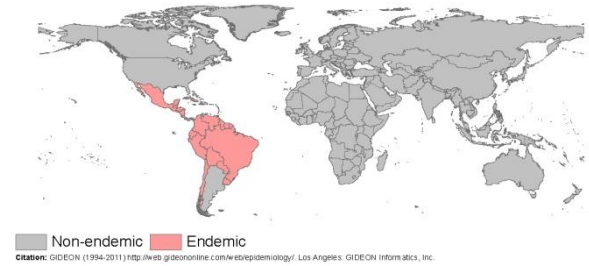 Non-endemic Endemic
Citation: GIDEON (1994-2011) http://web.gideononline.com/web/epidemiology/. Los Angeles: GIDEON Informatics, Inc.